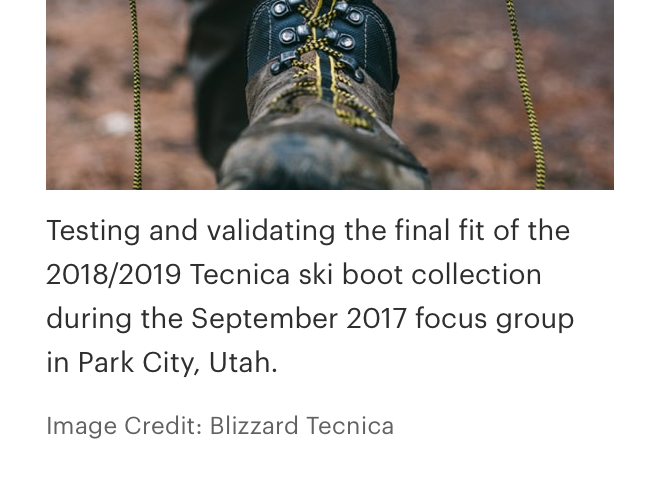 Testing and validating the final fit of the
2018/2019 Tecnica ski boot collection
during the September 2017 focus group
in Park City, Utah.
Image Credit: Blizzard Tecnica